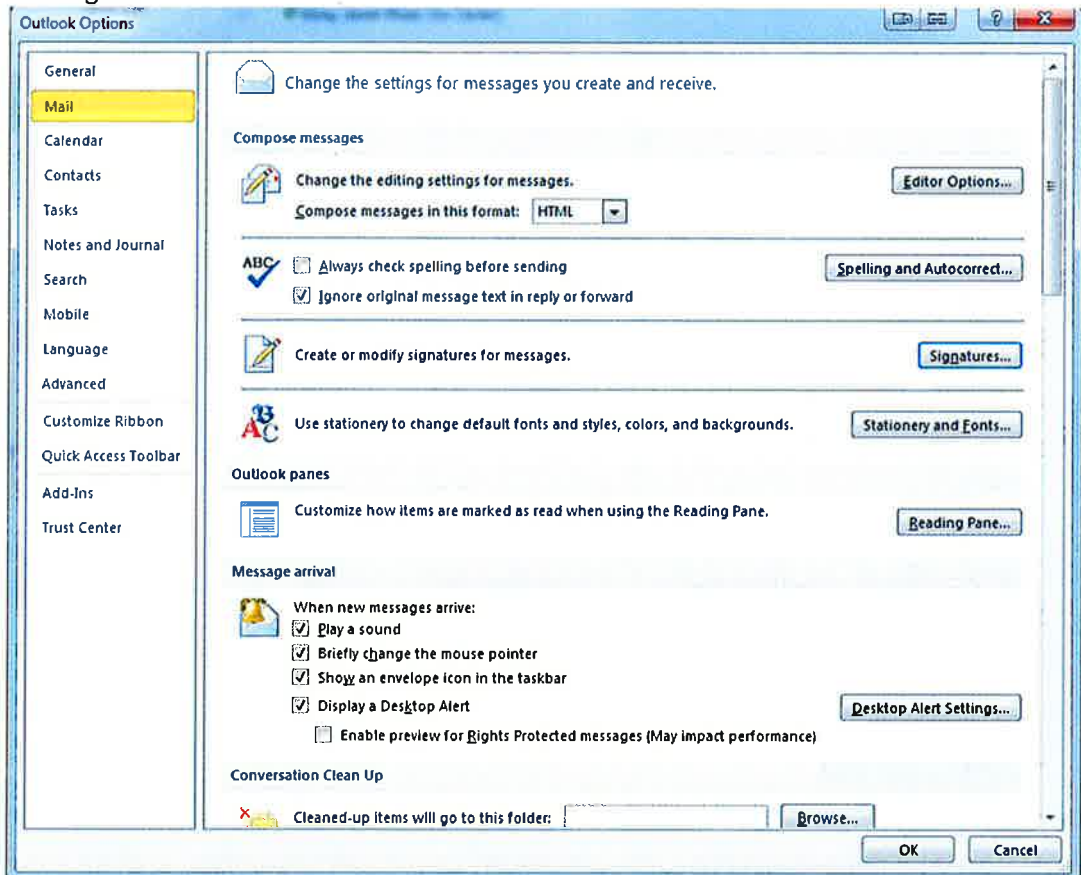 Outlook Options
General
Mail
Calendar
Contacts
Tasks
Notes and Journal
Search
Mobile
Language
Advanced
Customize Ribbon
Quick Access Toolbar
Add-Ins
Trust Center
Change the settings for messages you create and receive.
Compose messages
Change the editing settings for messages.
Editor Options...
Compose messages in this format: HTML
ABC
Always check spelling before sending
Spelling and Autocorrect...
Ignore original message text in reply or forward
Create or modify signatures for messages.
Signatures...
Use stationery to change default fonts and styles, colors, and backgrounds.
Stationery and Fonts...
Outlook panes
Customize how items are marked as read when using the Reading Pane.
Reading Pane...
Message arrival
When new messages arrive:
Play a sound
Briefly change the mouse pointer
Show an envelope icon in the taskbar
Display a Desktop Alert
Desktop Alert Settings...
Enable preview for Rights Protected messages (May impact performance)
Conversation Clean Up
Cleaned-up items will go to this folder:
Browse...
OK
Cancel